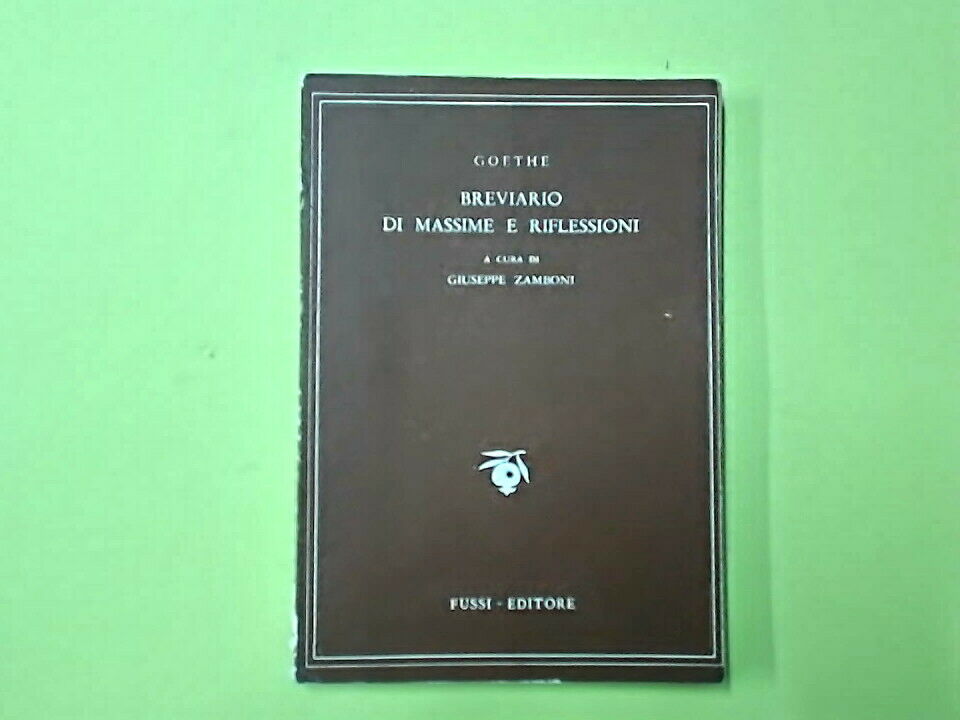 GOETHE
BREVIARIO
DI MASSIME E RIFLESSIONI
A CURA DI
GIUSEPPE ZAMBONI
FUSSI - EDITORE